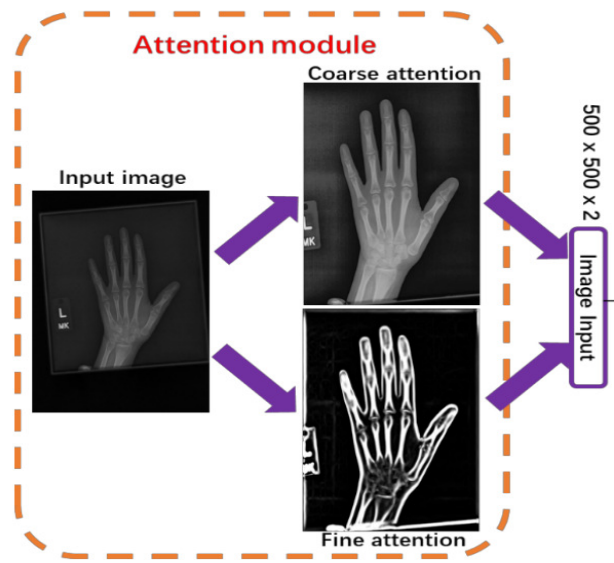 Attention module
Coarse attention
Input image
L
MK
L
MK
Fine attention
500 x 500 x 2
Image Input